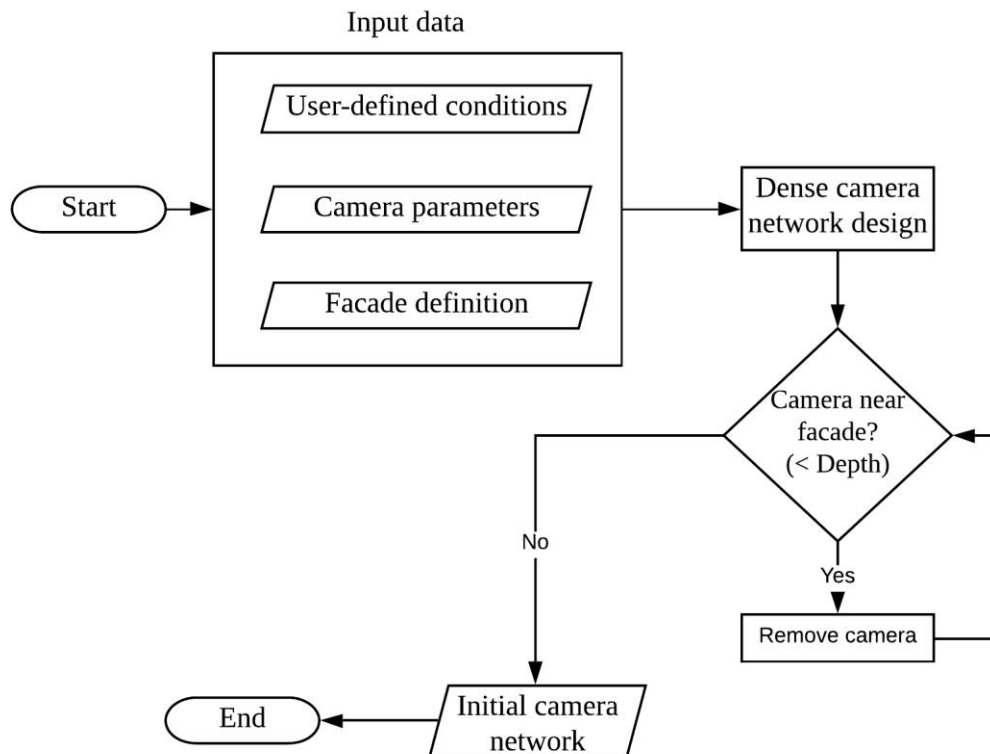 Input data
User-defined conditions
Start
Camera parameters
Dense camera
network design
Facade definition
Camera near
facade?
(< Depth)
No
Yes
Remove camera
End
Initial camera
network